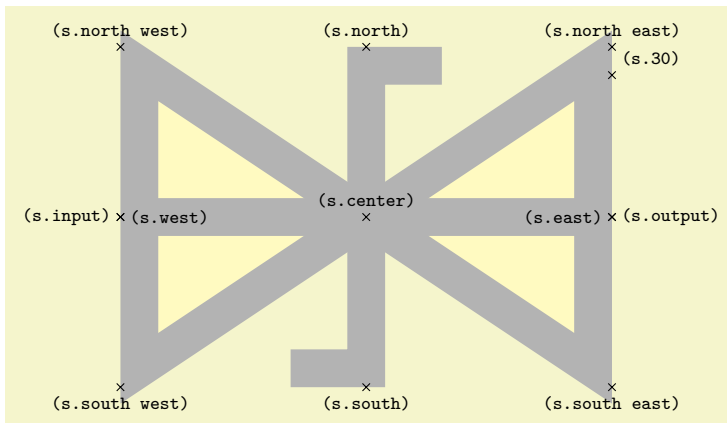 (s.north west) (s.north) (s.north east)
(s.30)
(s.center)
(s.input) (s.west) (s.east) (s.output)
(s.south west) (s.south) (s.south east)